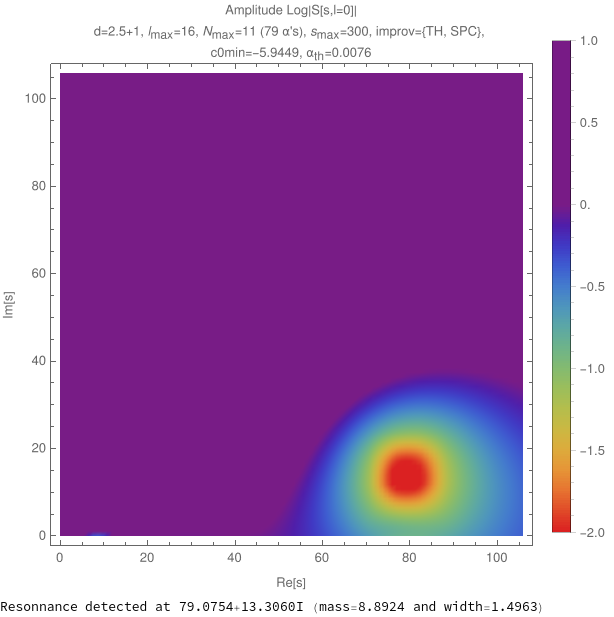 Amplitude Log|S[s,l=0]|
d=2.5+1, lmax=16, Nmax=11 (79 α's), smax=300, improv={TH, SPC},
c0min=−5.9449, αth=0.0076
1.0
0.5
0.
−0.5
−1.0
−1.5
−2.0
Im[s]
100
80
60
40
20
0
0 20 40 60 80 100
Re[s]
Resonnance detected at 79.0754+13.3060I (mass=8.8924 and width=1.4963)